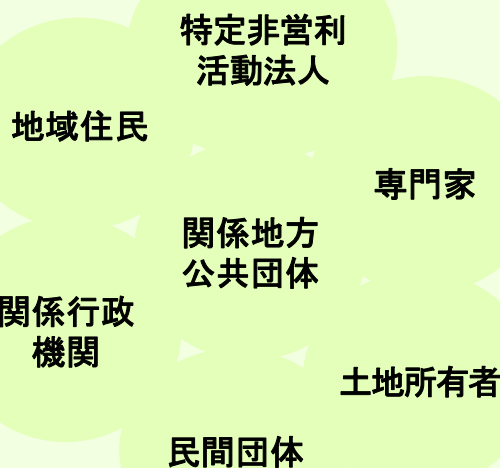 特定非営利
活動法人
地域住民
専門家
関係地方
公共団体
関係行政
機関
土地所有者
民間団体